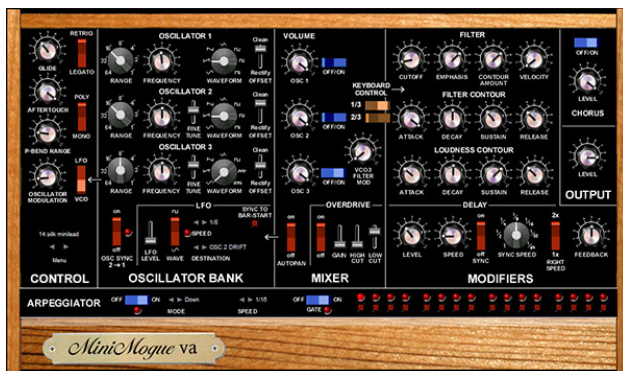 RETRIG
GLIDE
LEGATO
AFTERTOUCH
POLY
MONO
P-BEND RANGE
LFO
OSCILLATOR
MODULATION
VCO
14:silk minilead
Menu
CONTROL
OSCILLATOR 1
Clean
RANGE
FREQUENCY
WAVEFORM
Rectify
OFFSET
OSCILLATOR 2
Clean
RANGE
FREQUENCY
FINE
TUNE
WAVEFORM
Rectify
OFFSET
OSCILLATOR 3
Clean
RANGE
FREQUENCY
FINE
TUNE
WAVEFORM
Rectify
OFFSET
LFO
SYNC TO
BAR-START
on
off
OSC SYNC
2 → 1
LFO
LEVEL
WAVE
1/8
SPEED
OSC 2 DRIFT
DESTINATION
OSCILLATOR BANK
VOLUME
OSC 1
OFF/ON
KEYBOARD
CONTROL
1/3
2/3
OSC 2
OFF/ON
VCO3
FILTER
MOD
OSC 3
OFF/ON
OVERDRIVE
on
off
AUTOPAN
on
off
GAIN
HIGH
CUT
LOW
CUT
MIXER
FILTER
CUTOFF
EMPHASIS
CONTOUR
AMOUNT
VELOCITY
FILTER CONTOUR
ATTACK
DECAY
SUSTAIN
RELEASE
LOUDNESS CONTOUR
ATTACK
DECAY
SUSTAIN
RELEASE
DELAY
LEVEL
SPEED
on
off
SYNC
SYNC SPEED
2x
1x
RIGHT
SPEED
FEEDBACK
MODIFIERS
OFF/ON
LEVEL
CHORUS
LEVEL
OUTPUT
ARPEGGIATOR
OFF
ON
Down
MODE
1/16
SPEED
OFF
ON
GATE
MiniMogue va